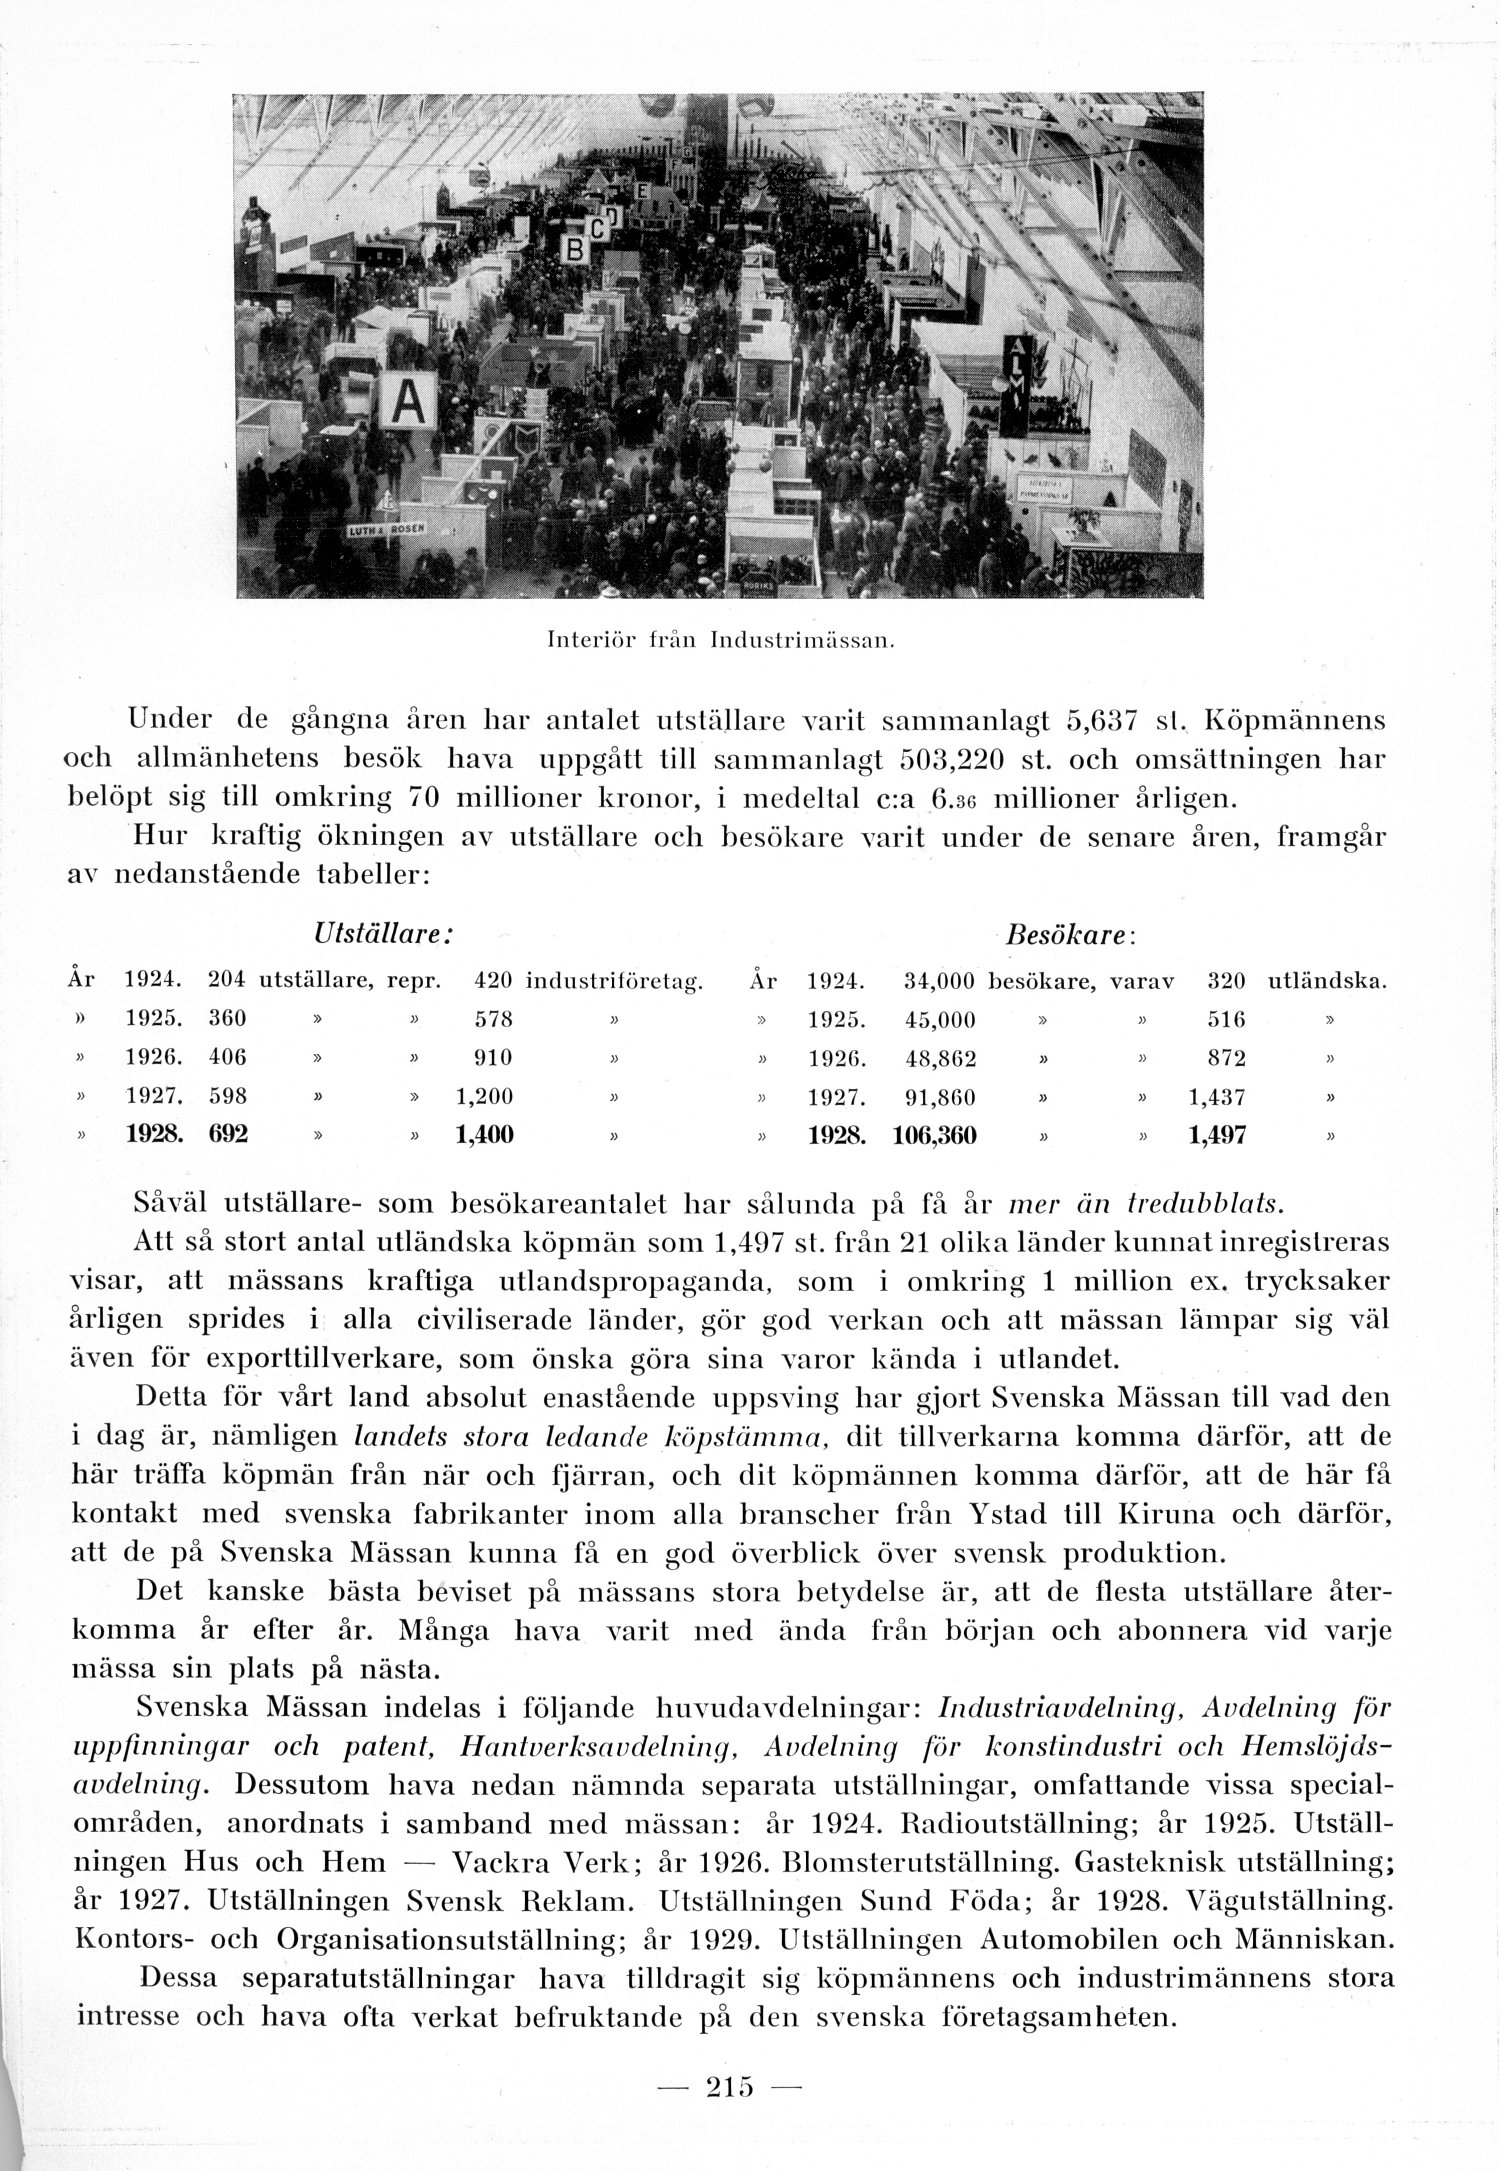 A
B
C
D
E
F
ALMI
LUTH & ROSÉN
RÖRIKS
Interiör från Industrimässan.
Under de gångna åren har antalet utställare varit sammanlagt 5,637 st. Köpmännens
och allmänhetens besök hava uppgått till sammanlagt 503,220 st. och omsättningen har
belöpt sig till omkring 70 millioner kronor, i medeltal c:a 6.36 millioner årligen.
Hur kraftig ökningen av utställare och besökare varit under de senare åren, framgår
av nedanstående tabeller:
Utställare:
År 1924. 204 utställare, repr. 420 industriföretag.
» 1925. 360 » » 578 »
» 1926. 406 » » 910 »
» 1927. 598 » » 1,200 »
» 1928. 692 » » 1,400 »
Besökare:
År 1924. 34,000 besökare, varav 320 utländska.
» 1925. 45,000 » » 516 »
» 1926. 48,862 » » 872 »
» 1927. 91,860 » » 1,437 »
» 1928. 106,360 » » 1,497 »
Såväl utställare- som besökareantalet har sålunda på få år mer än tredubblats.
Att så stort antal utländska köpmän som 1,497 st. från 21 olika länder kunnat inregistreras
visar, att mässans kraftiga utlandspropaganda, som i omkring 1 million ex. trycksaker
årligen sprides i alla civiliserade länder, gör god verkan och att mässan lämpar sig väl
även för exporttillverkare, som önska göra sina varor kända i utlandet.
Detta för vårt land absolut enastående uppsving har gjort Svenska Mässan till vad den
i dag är, nämligen landets stora ledande köpstämma, dit tillverkarna komma därför, att de
här träffa köpmän från när och fjärran, och dit köpmännen komma därför, att de här få
kontakt med svenska fabrikanter inom alla branscher från Ystad till Kiruna och därför,
att de på Svenska Mässan kunna få en god överblick över svensk produktion.
Det kanske bästa beviset på mässans stora betydelse är, att de flesta utställare åter-
komma år efter år. Många hava varit med ända från början och abonnera vid varje
mässa sin plats på nästa.
Svenska Mässan indelas i följande huvudavdelningar: Industriavdelning, Avdelning för
uppfinningar och patent, Hantverksavdelning, Avdelning för konstindustri och Hemslöjds-
avdelning. Dessutom hava nedan nämnda separata utställningar, omfattande vissa special-
områden, anordnats i samband med mässan: år 1924. Radioutställning; år 1925. Utställ-
ningen Hus och Hem — Vackra Verk; år 1926. Blomsterutställning. Gasteknisk utställning;
år 1927. Utställningen Svensk Reklam. Utställningen Sund Föda; år 1928. Vägutställning.
Kontors- och Organisationsutställning; år 1929. Utställningen Automobilen och Människan.
Dessa separatutställningar hava tilldragit sig köpmännens och industrimännens stora
intresse och hava ofta verkat befruktande på den svenska företagsamheten.
— 215 —